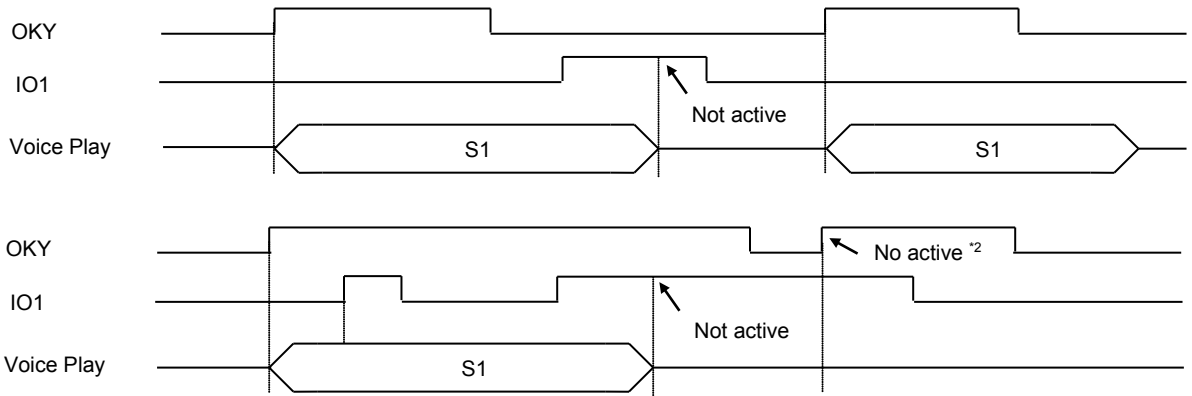 OKY
IO1
Not active
Voice Play
S1
S1
OKY
No active *2
IO1
Not active
Voice Play
S1